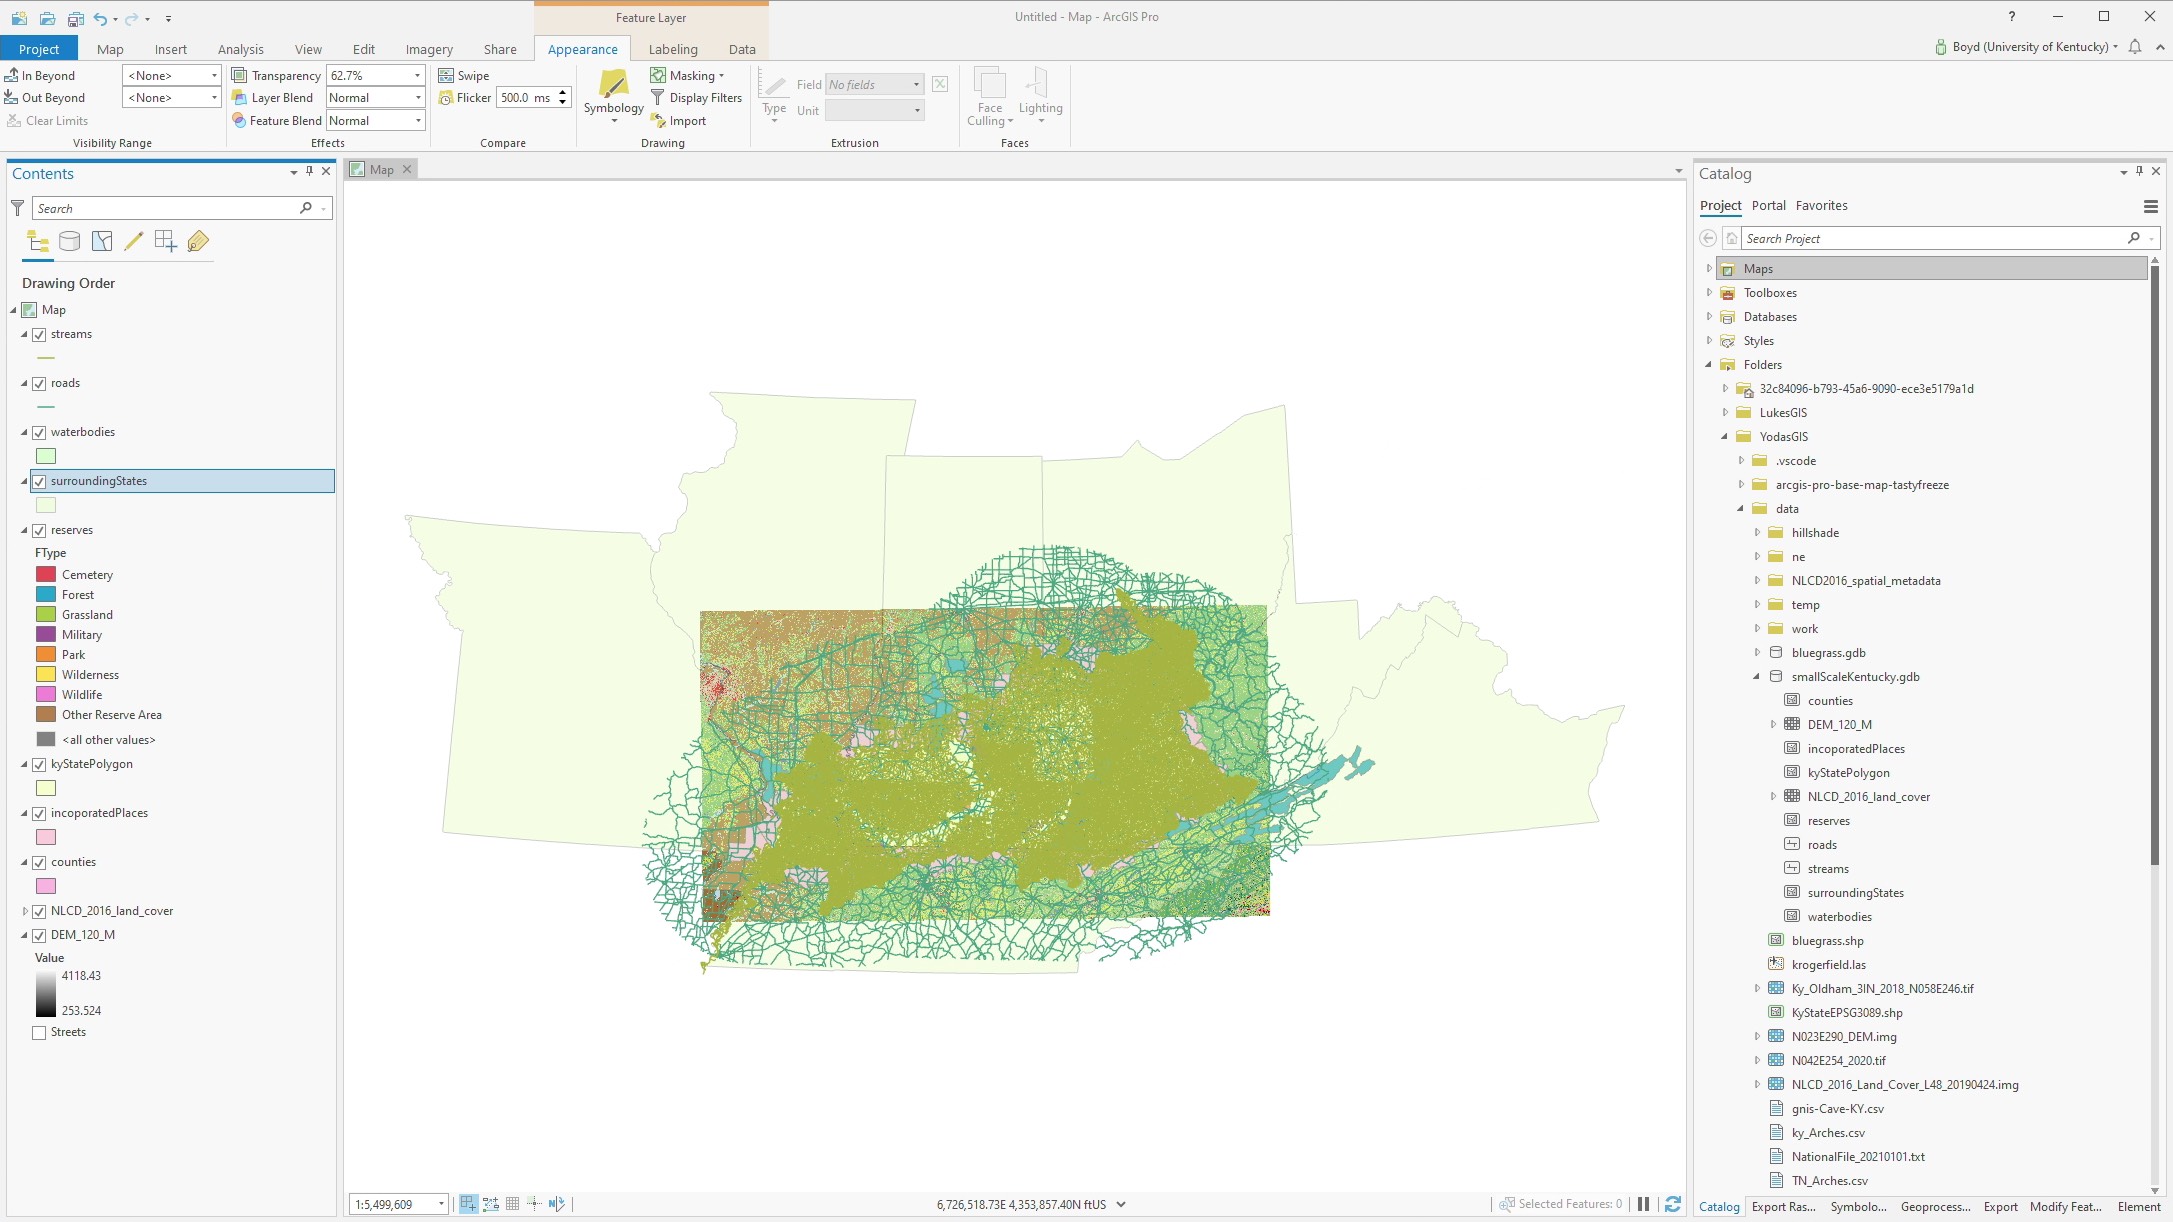 Feature Layer
Untitled - Map - ArcGIS Pro
?
Project Map Insert Analysis View Edit Imagery Share Appearance Labeling Data
Boyd (University of Kentucky)
In Beyond <None>
Out Beyond <None>
Clear Limits
Visibility Range
Transparency 62.7%
Layer Blend Normal
Feature Blend Normal
Effects
Swipe
Flicker 500.0 ms
Compare
Symbology
Masking
Display Filters
Import
Drawing
Type
Field No fields
Unit
Extrusion
Face Culling
Lighting
Faces
Contents
Search
Drawing Order
Map
streams
roads
waterbodies
surroundingStates
reserves
FType
Cemetery
Forest
Grassland
Military
Park
Wilderness
Wildlife
Other Reserve Area
<all other values>
kyStatePolygon
incoporatedPlaces
counties
NLCD_2016_land_cover
DEM_120_M
Value
4118.43
253.524
Streets
Map
1:5,499,609
6,726,518.73E 4,353,857.40N ftUS
Selected Features: 0
Catalog
Project Portal Favorites
Search Project
Maps
Toolboxes
Databases
Styles
Folders
32c84096-b793-45a6-9090-ece3e5179a1d
LukesGIS
YodasGIS
.vscode
arcgis-pro-base-map-tastyfreeze
data
hillshade
ne
NLCD2016_spatial_metadata
temp
work
bluegrass.gdb
smallScaleKentucky.gdb
counties
DEM_120_M
incoporatedPlaces
kyStatePolygon
NLCD_2016_land_cover
reserves
roads
streams
surroundingStates
waterbodies
bluegrass.shp
krogerfield.las
Ky_Oldham_3IN_2018_N058E246.tif
KyStateEPSG3089.shp
N023E290_DEM.img
N042E254_2020.tif
NLCD_2016_Land_Cover_L48_20190424.img
gnis-Cave-KY.csv
ky_Arches.csv
NationalFile_20210101.txt
TN_Arches.csv
Catalog Export Ras... Symbolo... Geoprocess... Export Modify Feat... Element